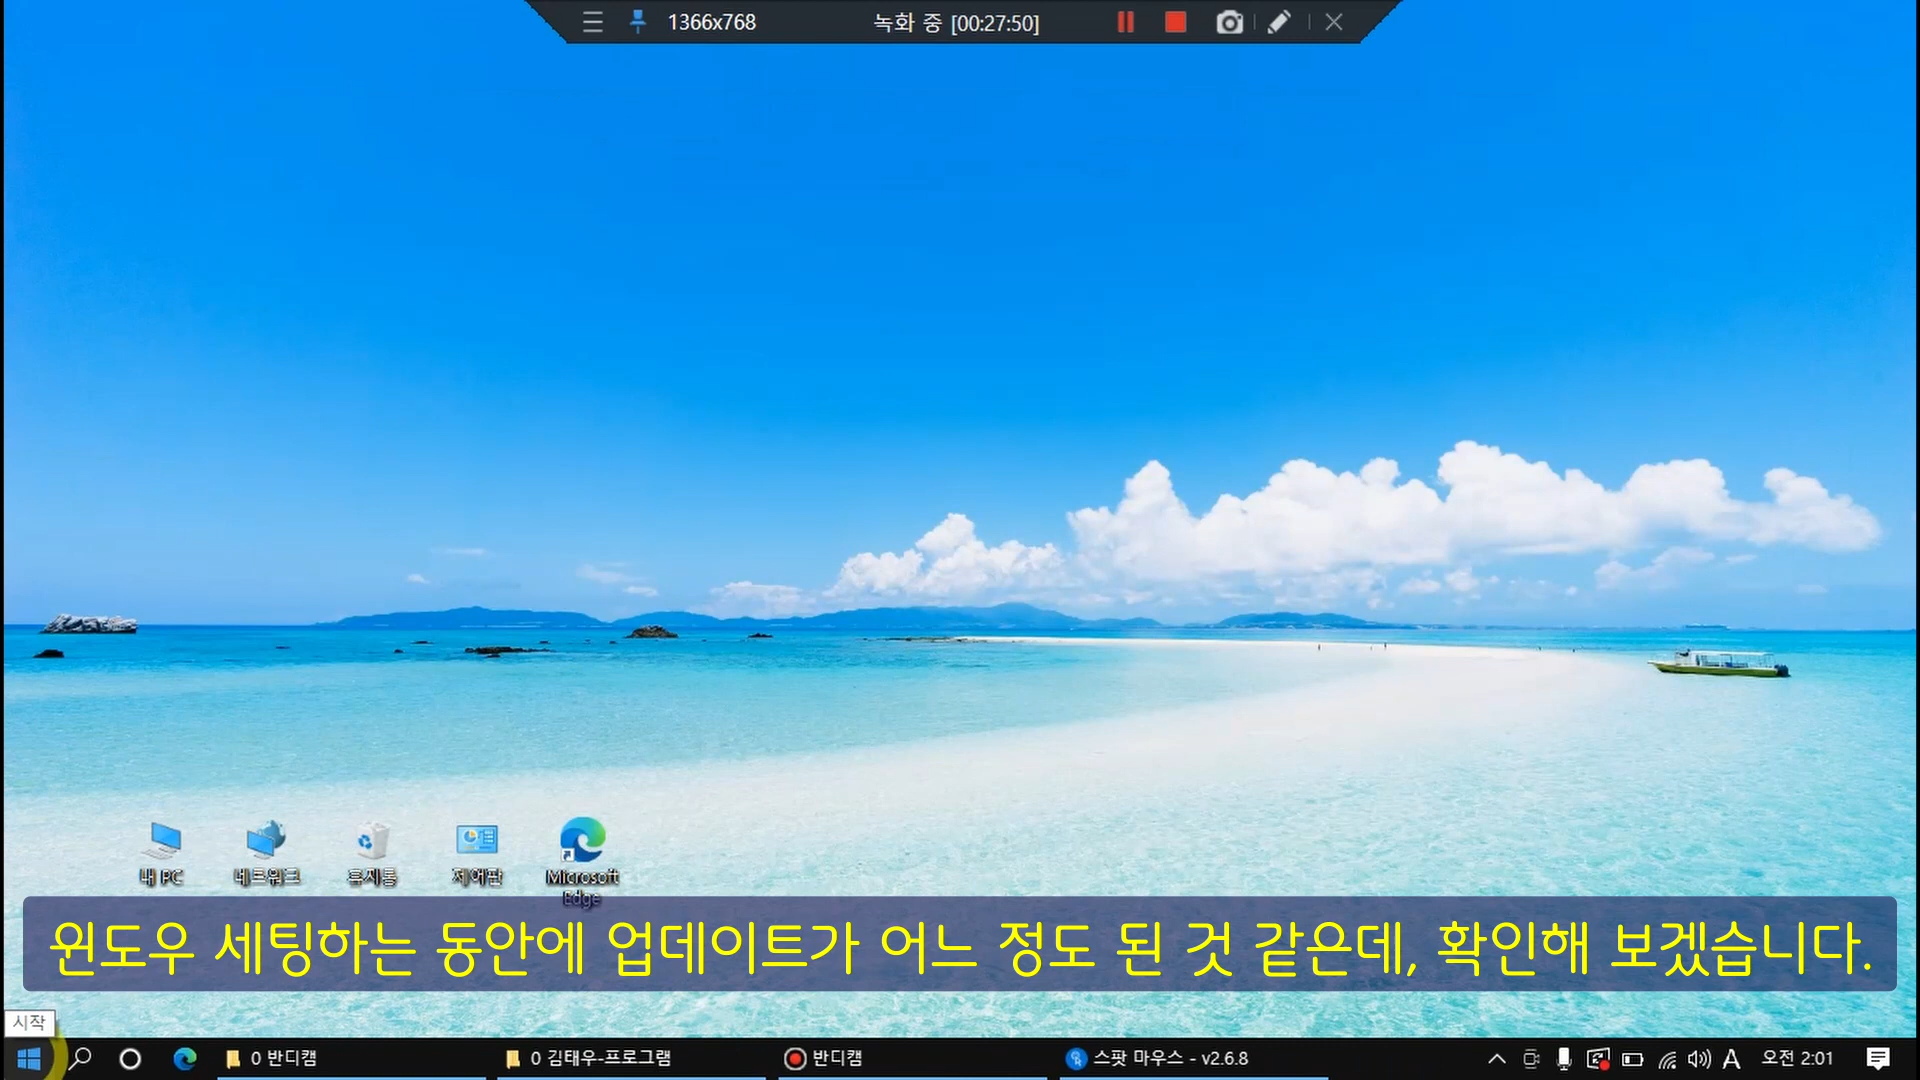 1366x768
녹화 중 [00:27:50]
내 PC
네트워크
휴지통
제어판
Microsoft Edge
윈도우 세팅하는 동안에 업데이트가 어느 정도 된 것 같은데, 확인해 보겠습니다.
시작
0 반디캠
0 김태우-프로그램
반디캠
스팟 마우스 - v2.6.8
A
오전 2:01